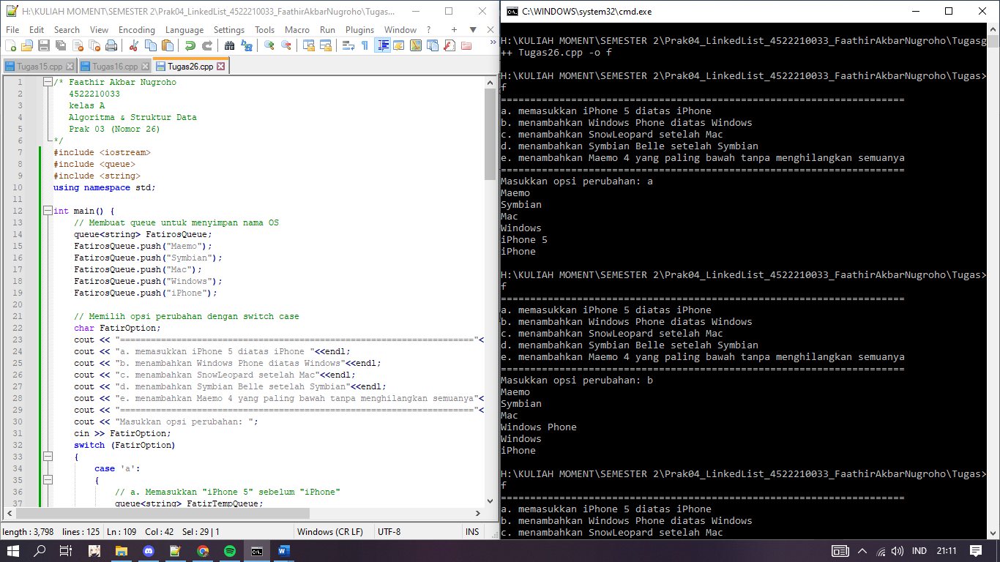 H:\KULIAH MOMENT\SEMESTER 2\Prak04_LinkedList_4522210033_FaathirAkbarNugroho\Tugas...
File Edit Search View Encoding Language Settings Tools Macro Run Plugins Window ? + ▼ X
Tugas15.cpp Tugas16.cpp Tugas26.cpp
1 /* Faathir Akbar Nugroho
2 4522210033
3 kelas A
4 Algoritma & Struktur Data
5 Prak 03 (Nomor 26)
6 */
7 #include <iostream>
8 #include <queue>
9 #include <string>
10 using namespace std;
11
12 int main() {
13 // Membuat queue untuk menyimpan nama OS
14 queue<string> FatirosQueue;
15 FatirosQueue.push("Maemo");
16 FatirosQueue.push("Symbian");
17 FatirosQueue.push("Mac");
18 FatirosQueue.push("Windows");
19 FatirosQueue.push("iPhone");
20
21 // Memilih opsi perubahan dengan switch case
22 char FatirOption;
23 cout << "====================================================================="<
24 cout << "a. memasukkan iPhone 5 diatas iPhone "<<endl;
25 cout << "b. menambahkan Windows Phone diatas Windows"<<endl;
26 cout << "c. menambahkan SnowLeopard setelah Mac"<<endl;
27 cout << "d. menambahkan Symbian Belle setelah Symbian"<<endl;
28 cout << "e. menambahkan Maemo 4 yang paling bawah tanpa menghilangkan semuanya"<
29 cout << "====================================================================="<
30 cout << "Masukkan opsi perubahan: ";
31 cin >> FatirOption;
32 switch (FatirOption)
33 {
34 case 'a':
35 {
36 // a. Memasukkan "iPhone 5" sebelum "iPhone"
37 queue<string> FatirTempQueue;
length : 3,798 lines : 125 Ln : 109 Col : 42 Sel : 29 | 1 Windows (CR LF) UTF-8 INS
C:\WINDOWS\system32\cmd.exe
H:\KULIAH MOMENT\SEMESTER 2\Prak04_LinkedList_4522210033_FaathirAkbarNugroho\Tugasg
++ Tugas26.cpp -o f
H:\KULIAH MOMENT\SEMESTER 2\Prak04_LinkedList_4522210033_FaathirAkbarNugroho\Tugas>
f
=====================================================================
a. memasukkan iPhone 5 diatas iPhone
b. menambahkan Windows Phone diatas Windows
c. menambahkan SnowLeopard setelah Mac
d. menambahkan Symbian Belle setelah Symbian
e. menambahkan Maemo 4 yang paling bawah tanpa menghilangkan semuanya
=====================================================================
Masukkan opsi perubahan: a
Maemo
Symbian
Mac
Windows
iPhone 5
iPhone
H:\KULIAH MOMENT\SEMESTER 2\Prak04_LinkedList_4522210033_FaathirAkbarNugroho\Tugas>
f
=====================================================================
a. memasukkan iPhone 5 diatas iPhone
b. menambahkan Windows Phone diatas Windows
c. menambahkan SnowLeopard setelah Mac
d. menambahkan Symbian Belle setelah Symbian
e. menambahkan Maemo 4 yang paling bawah tanpa menghilangkan semuanya
=====================================================================
Masukkan opsi perubahan: b
Maemo
Symbian
Mac
Windows Phone
Windows
iPhone
H:\KULIAH MOMENT\SEMESTER 2\Prak04_LinkedList_4522210033_FaathirAkbarNugroho\Tugas>
f
=====================================================================
a. memasukkan iPhone 5 diatas iPhone
b. menambahkan Windows Phone diatas Windows
c. menambahkan SnowLeopard setelah Mac
IND 21:11